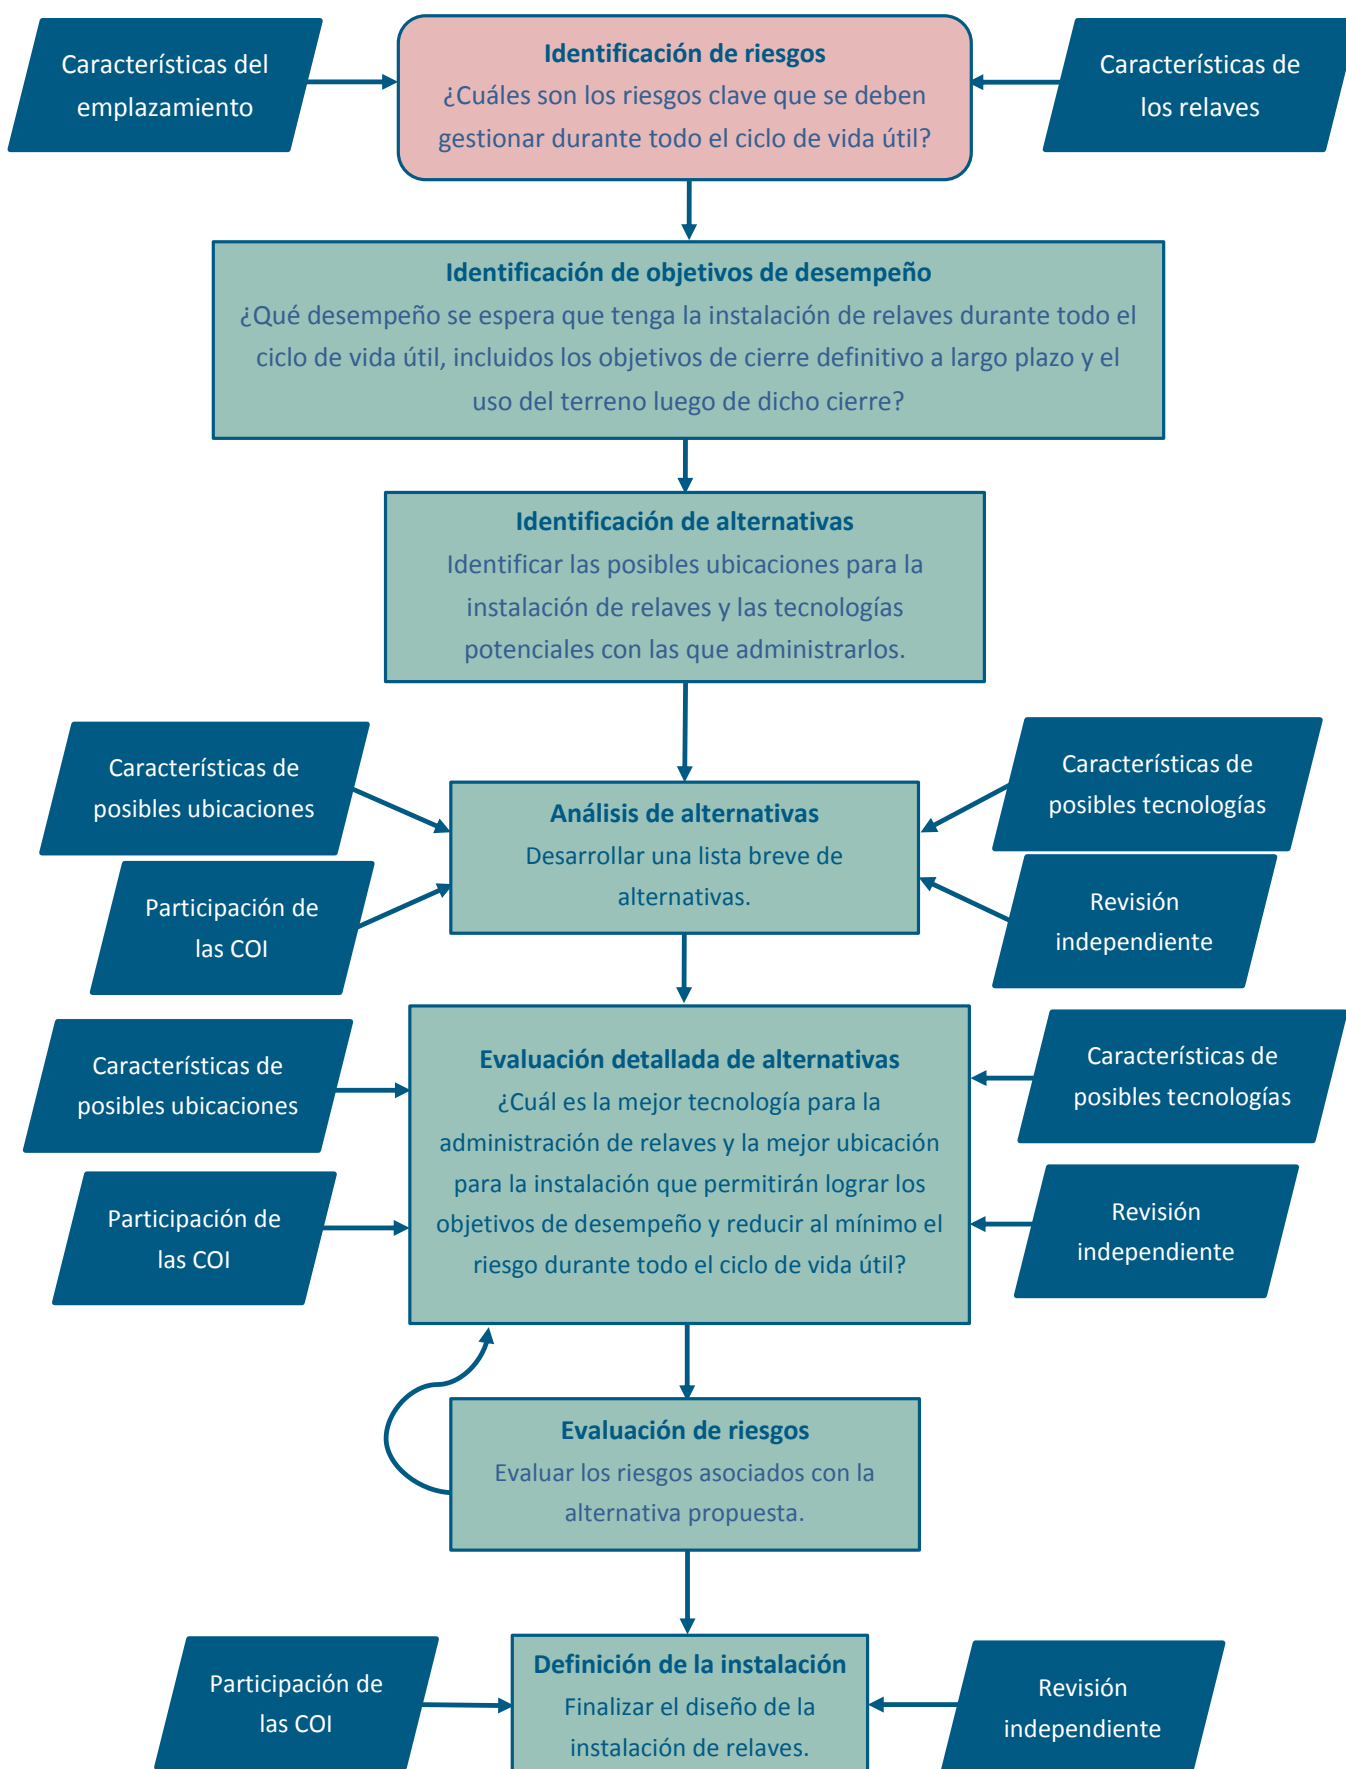 Características del
emplazamiento
Identificación de riesgos
¿Cuáles son los riesgos clave que se deben
gestionar durante todo el ciclo de vida útil?
Características de
los relaves
Identificación de objetivos de desempeño
¿Qué desempeño se espera que tenga la instalación de relaves durante todo el
ciclo de vida útil, incluidos los objetivos de cierre definitivo a largo plazo y el
uso del terreno luego de dicho cierre?
Identificación de alternativas
Identificar las posibles ubicaciones para la
instalación de relaves y las tecnologías
potenciales con las que administrarlos.
Características de
posibles ubicaciones
Participación de
las COI
Análisis de alternativas
Desarrollar una lista breve de
alternativas.
Características de
posibles tecnologías
Revisión
independiente
Características de
posibles ubicaciones
Participación de
las COI
Evaluación detallada de alternativas
¿Cuál es la mejor tecnología para la
administración de relaves y la mejor ubicación
para la instalación que permitirán lograr los
objetivos de desempeño y reducir al mínimo el
riesgo durante todo el ciclo de vida útil?
Características de
posibles tecnologías
Revisión
independiente
Evaluación de riesgos
Evaluar los riesgos asociados con la
alternativa propuesta.
Participación de
las COI
Definición de la instalación
Finalizar el diseño de la
instalación de relaves.
Revisión
independiente